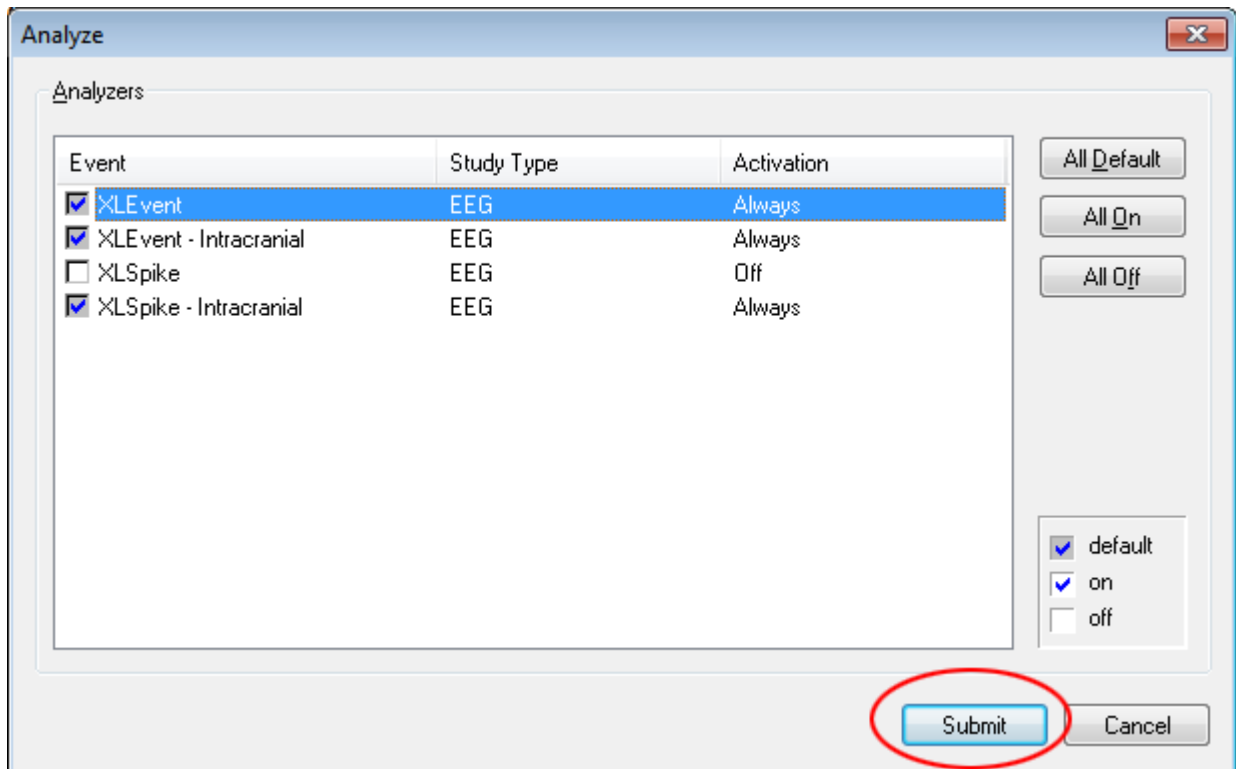 Analyze
Analyzers
Event Study Type Activation
XLEvent EEG Always
XLEvent - Intracranial EEG Always
XLSpike EEG Off
XLSpike - Intracranial EEG Always
All Default
All On
All Off
default
on
off
Submit Cancel